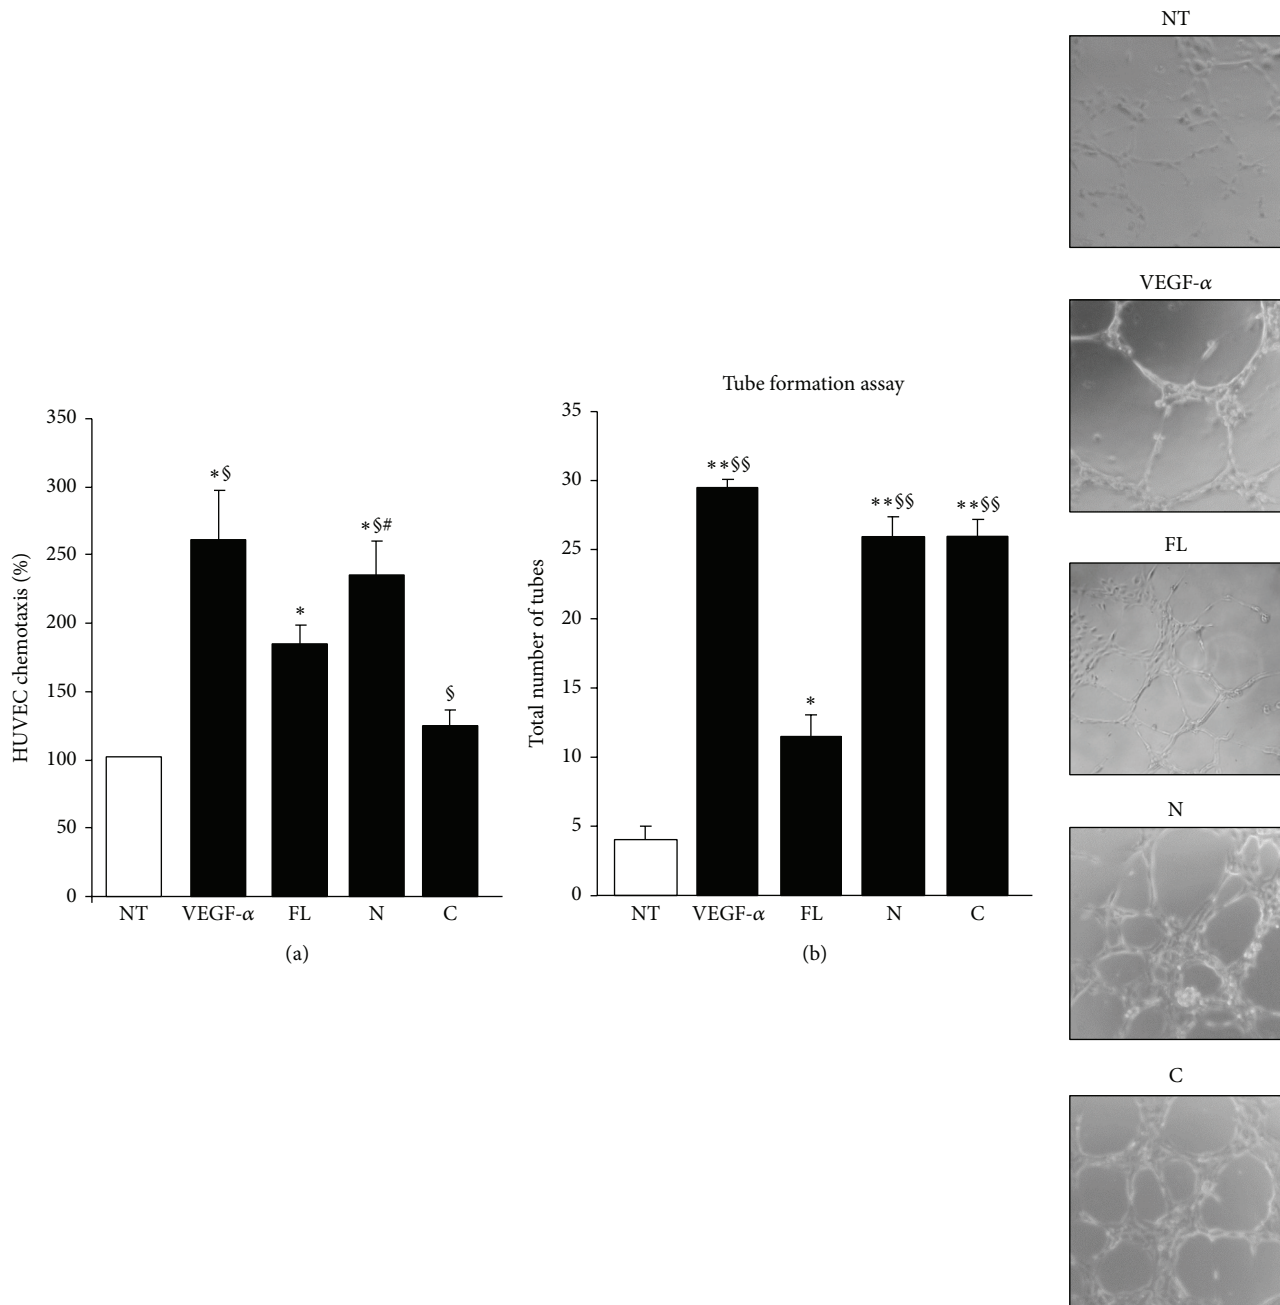 HUVEC chemotaxis (%)
350
300
250
200
150
100
50
0
*§
*
*§#
§
NT VEGF-α FL N C
(a)
Tube formation assay
Total number of tubes
35
30
25
20
15
10
5
0
**§§
*
**§§
**§§
NT VEGF-α FL N C
(b)
NT
VEGF-α
FL
N
C